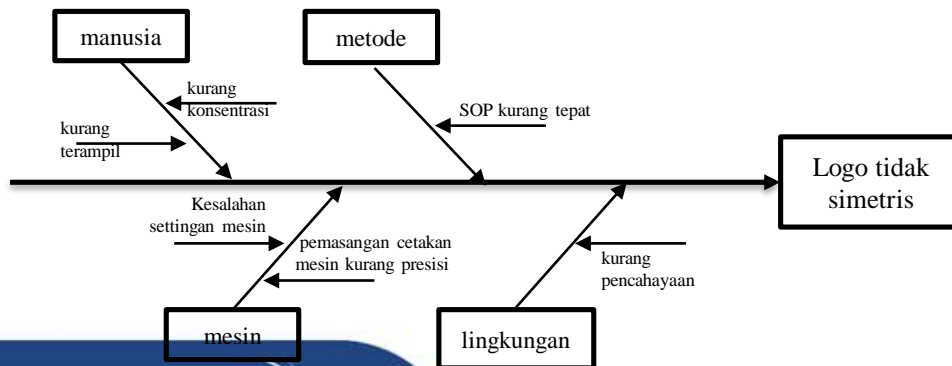 manusia
metode
kurang
konsentrasi
SOP kurang tepat
kurang
terampil
Logo tidak
simetris
Kesalahan
settingan mesin
pemasangan cetakan
mesin kurang presisi
kurang
pencahayaan
mesin
lingkungan